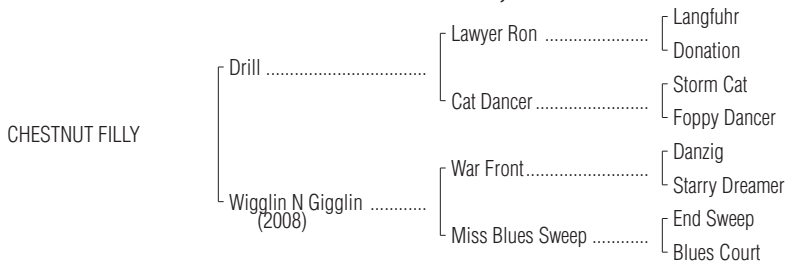 Langfuhr
Lawyer Ron ......................
Donation
Drill ..................................
Storm Cat
Cat Dancer ........................
Foppy Dancer
CHESTNUT FILLY
Danzig
War Front ..........................
Starry Dreamer
Wigglin N Gigglin ............
(2008)
End Sweep
Miss Blues Sweep ............
Blues Court